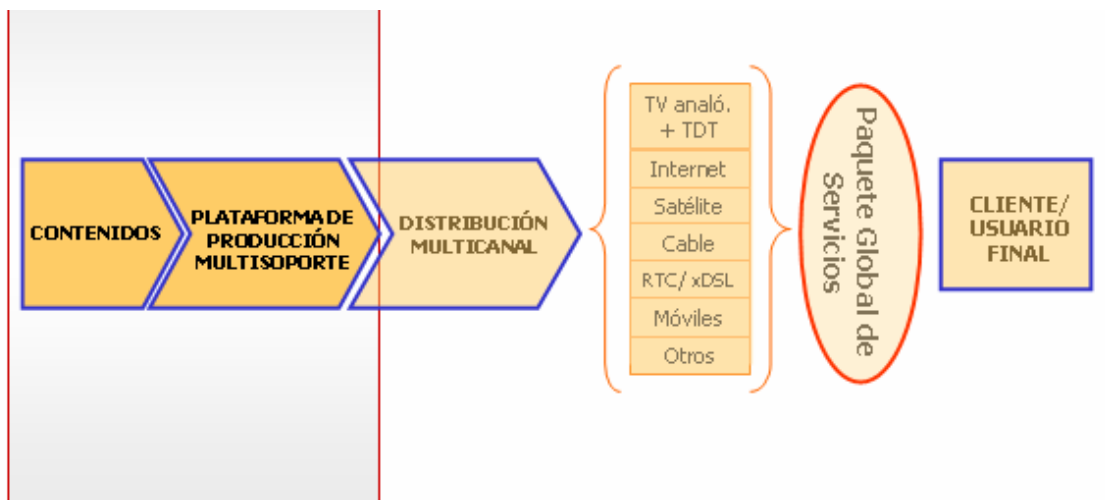 CONTENIDOS
PLATAFORMA DE
PRODUCCIÓN
MULTISOPORTE
DISTRIBUCIÓN
MULTICANAL
TV análó.
+ TDT
Internet
Satélite
Cable
RTC/ xDSL
Móviles
Otros
Paquete Global de
Servicios
CLIENTE/
USUARIO
FINAL